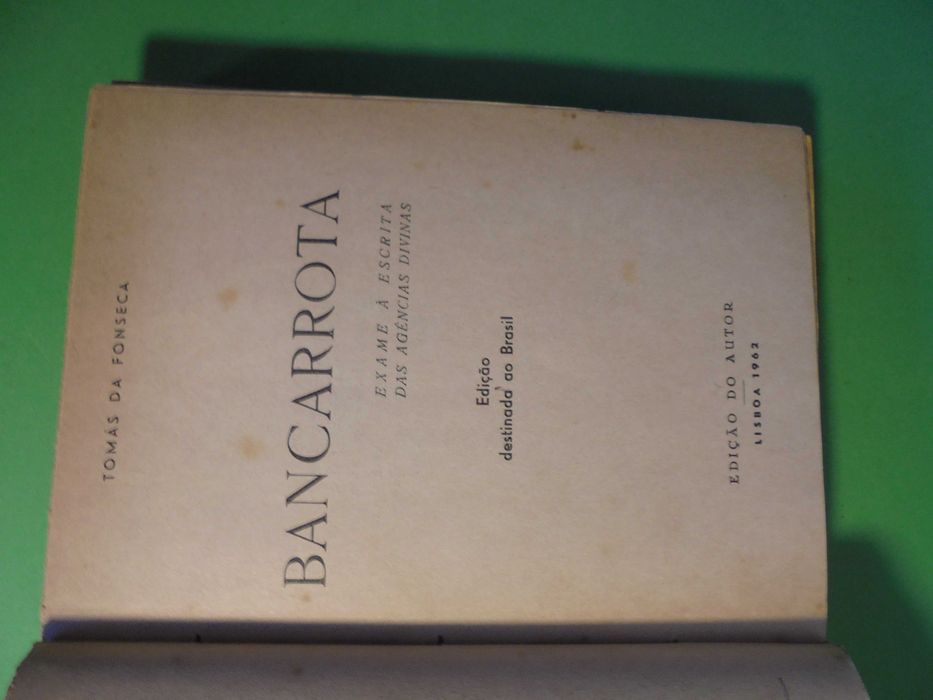 TOMÁS DA FONSECA
BANCARROTA
EXAME À ESCRITA
DAS AGÊNCIAS DIVINAS
Edição
destinada ao Brasil
EDIÇÃO DO AUTOR
LISBOA 1962